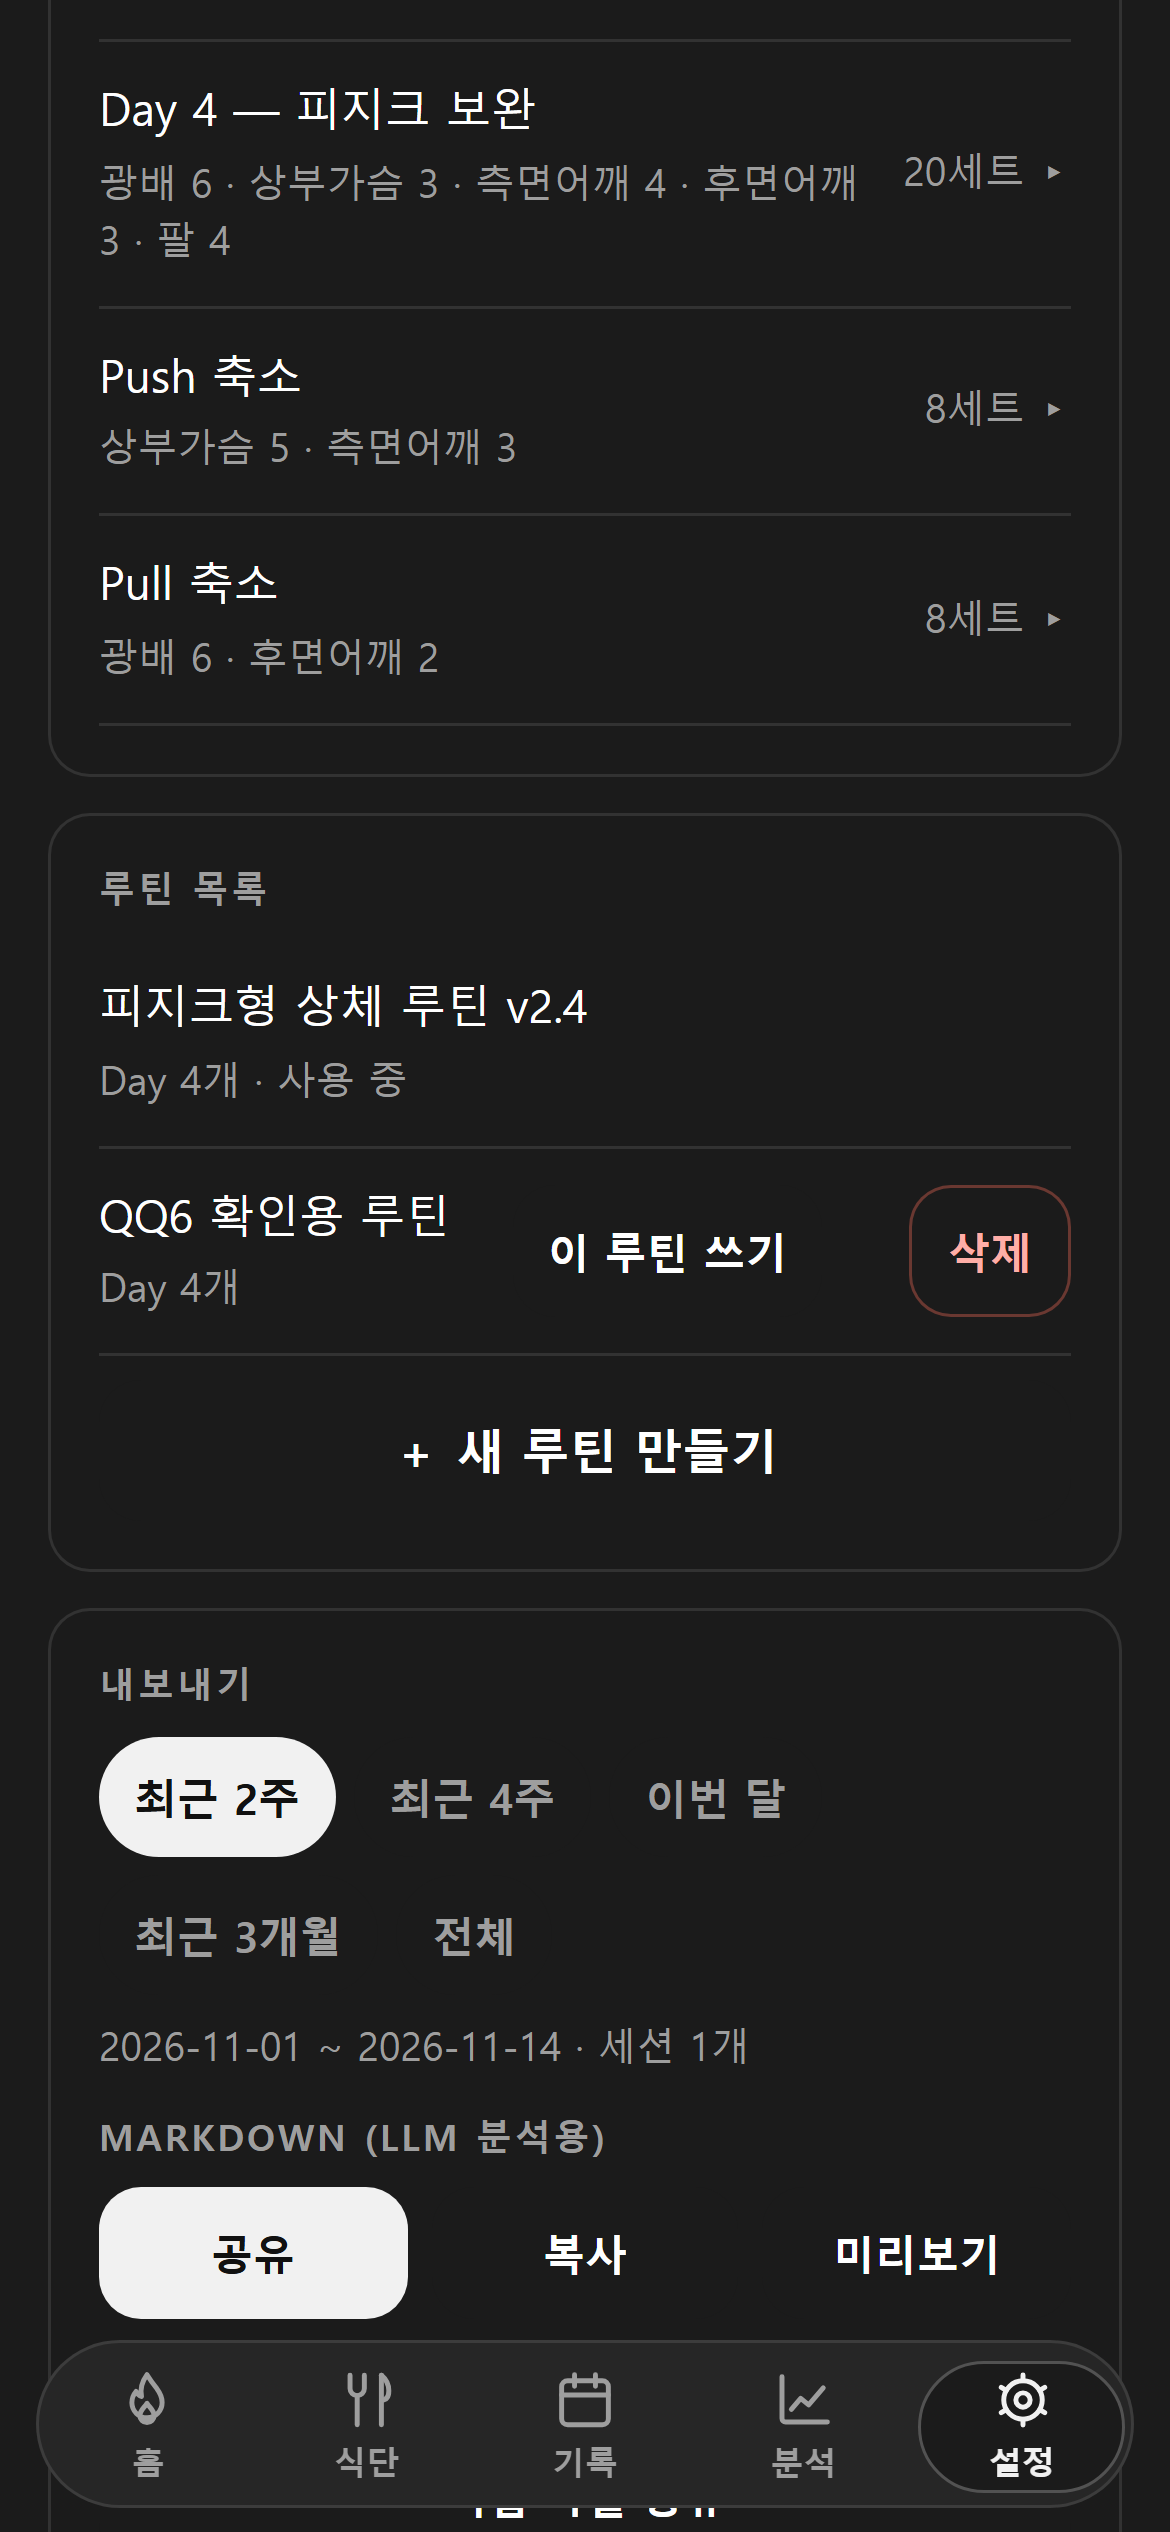 Day 4 — 피지크 보완
광배 6 · 상부가슴 3 · 측면어깨 4 · 후면어깨
3 · 팔 4
20세트 ▸
Push 축소
상부가슴 5 · 측면어깨 3
8세트 ▸
Pull 축소
광배 6 · 후면어깨 2
8세트 ▸
루틴 목록
피지크형 상체 루틴 v2.4
Day 4개 · 사용 중
QQ6 확인용 루틴
Day 4개
이 루틴 쓰기
삭제
+ 새 루틴 만들기
내보내기
최근 2주 최근 4주 이번 달
최근 3개월 전체
2026-11-01 ~ 2026-11-14 · 세션 1개
MARKDOWN (LLM 분석용)
공유 복사 미리보기
홈 식단 기록 분석 설정